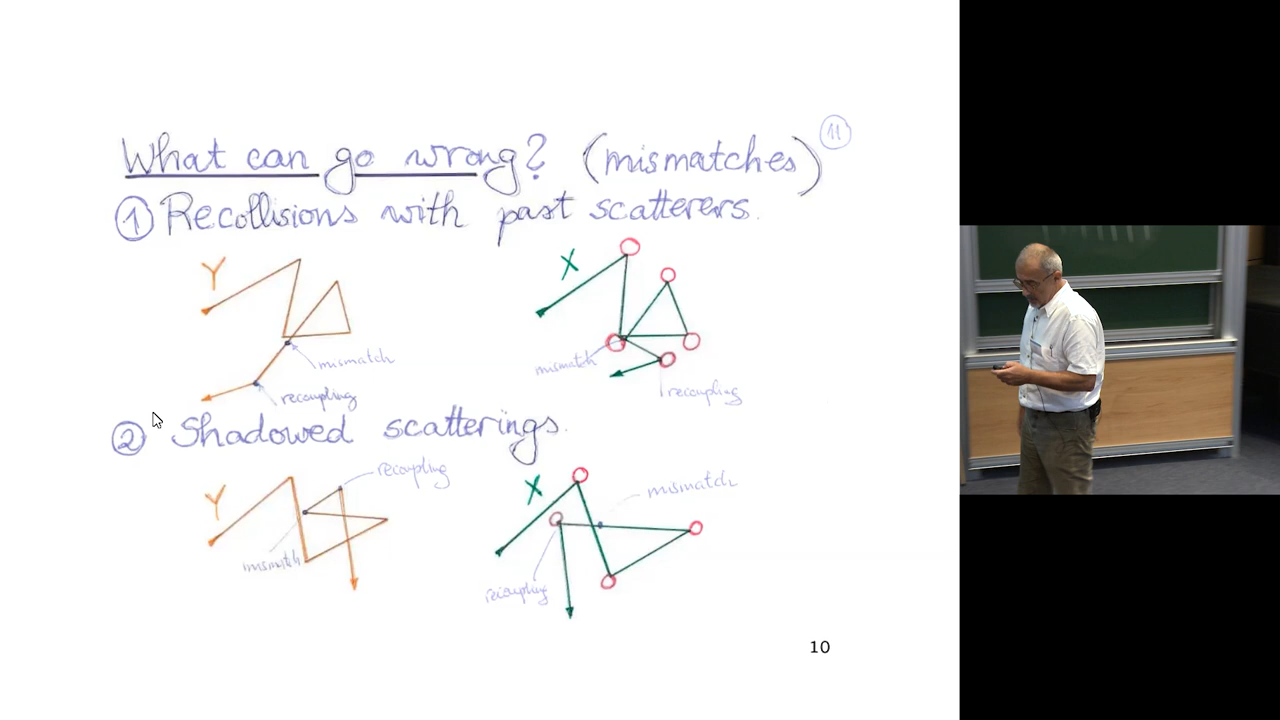 What can go wrong? (mismatches)
11
① Recollisions with past scatterers.
Y
X
mismatch
mismatch
recoupling
recoupling
② Shadowed scatterings.
recoupling
Y
X
mismatch
mismatch
recoupling
10